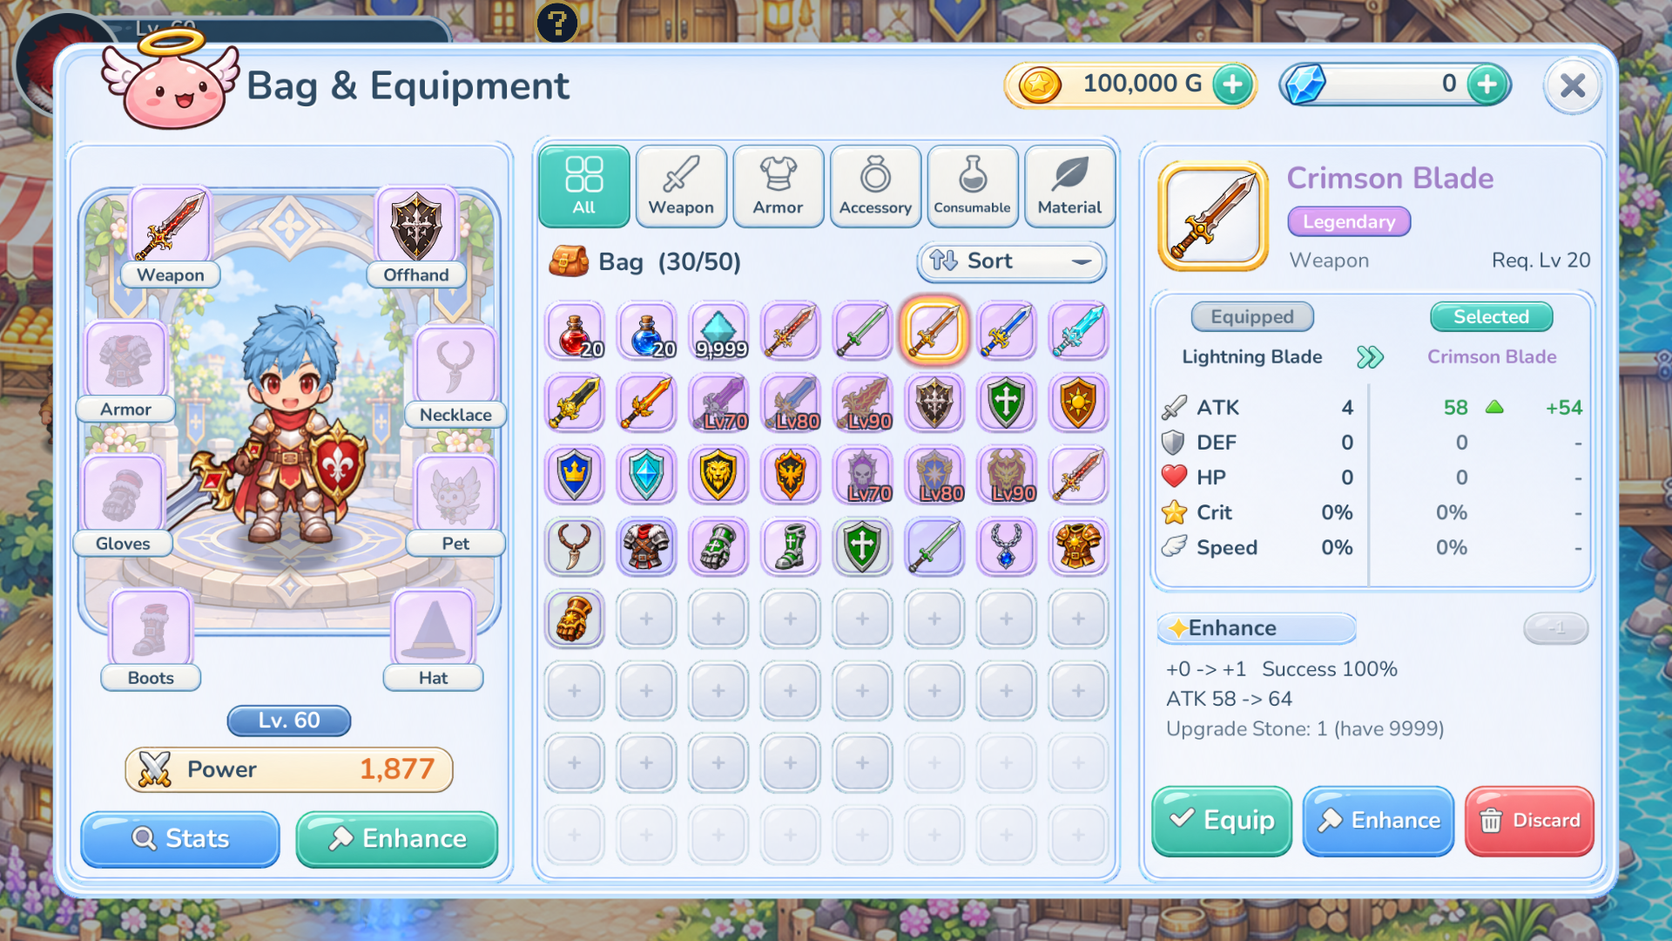 Lv. 60
?
Bag & Equipment
100,000 G
0
Weapon
Offhand
Armor
Necklace
Gloves
Pet
Boots
Hat
Lv. 60
Power 1,877
Stats
Enhance
All
Weapon
Armor
Accessory
Consumable
Material
Bag (30/50)
Sort
20
20
9,999
Lv70
Lv80
Lv90
Lv70
Lv80
Lv90
Crimson Blade
Legendary
Weapon
Req. Lv 20
Equipped
Selected
Lightning Blade
Crimson Blade
ATK 4 58 +54
DEF 0 0 -
HP 0 0 -
Crit 0% 0% -
Speed 0% 0% -
Enhance
+0 -> +1 Success 100%
ATK 58 -> 64
Upgrade Stone: 1 (have 9999)
Equip
Enhance
Discard